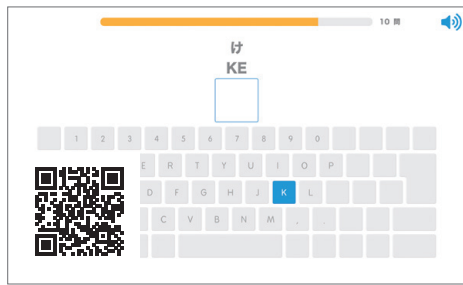 10 問
け
KE
1 2 3 4 5 6 7 8 9 0
E R T Y U I O P
D F G H J K L
C V B N M , .